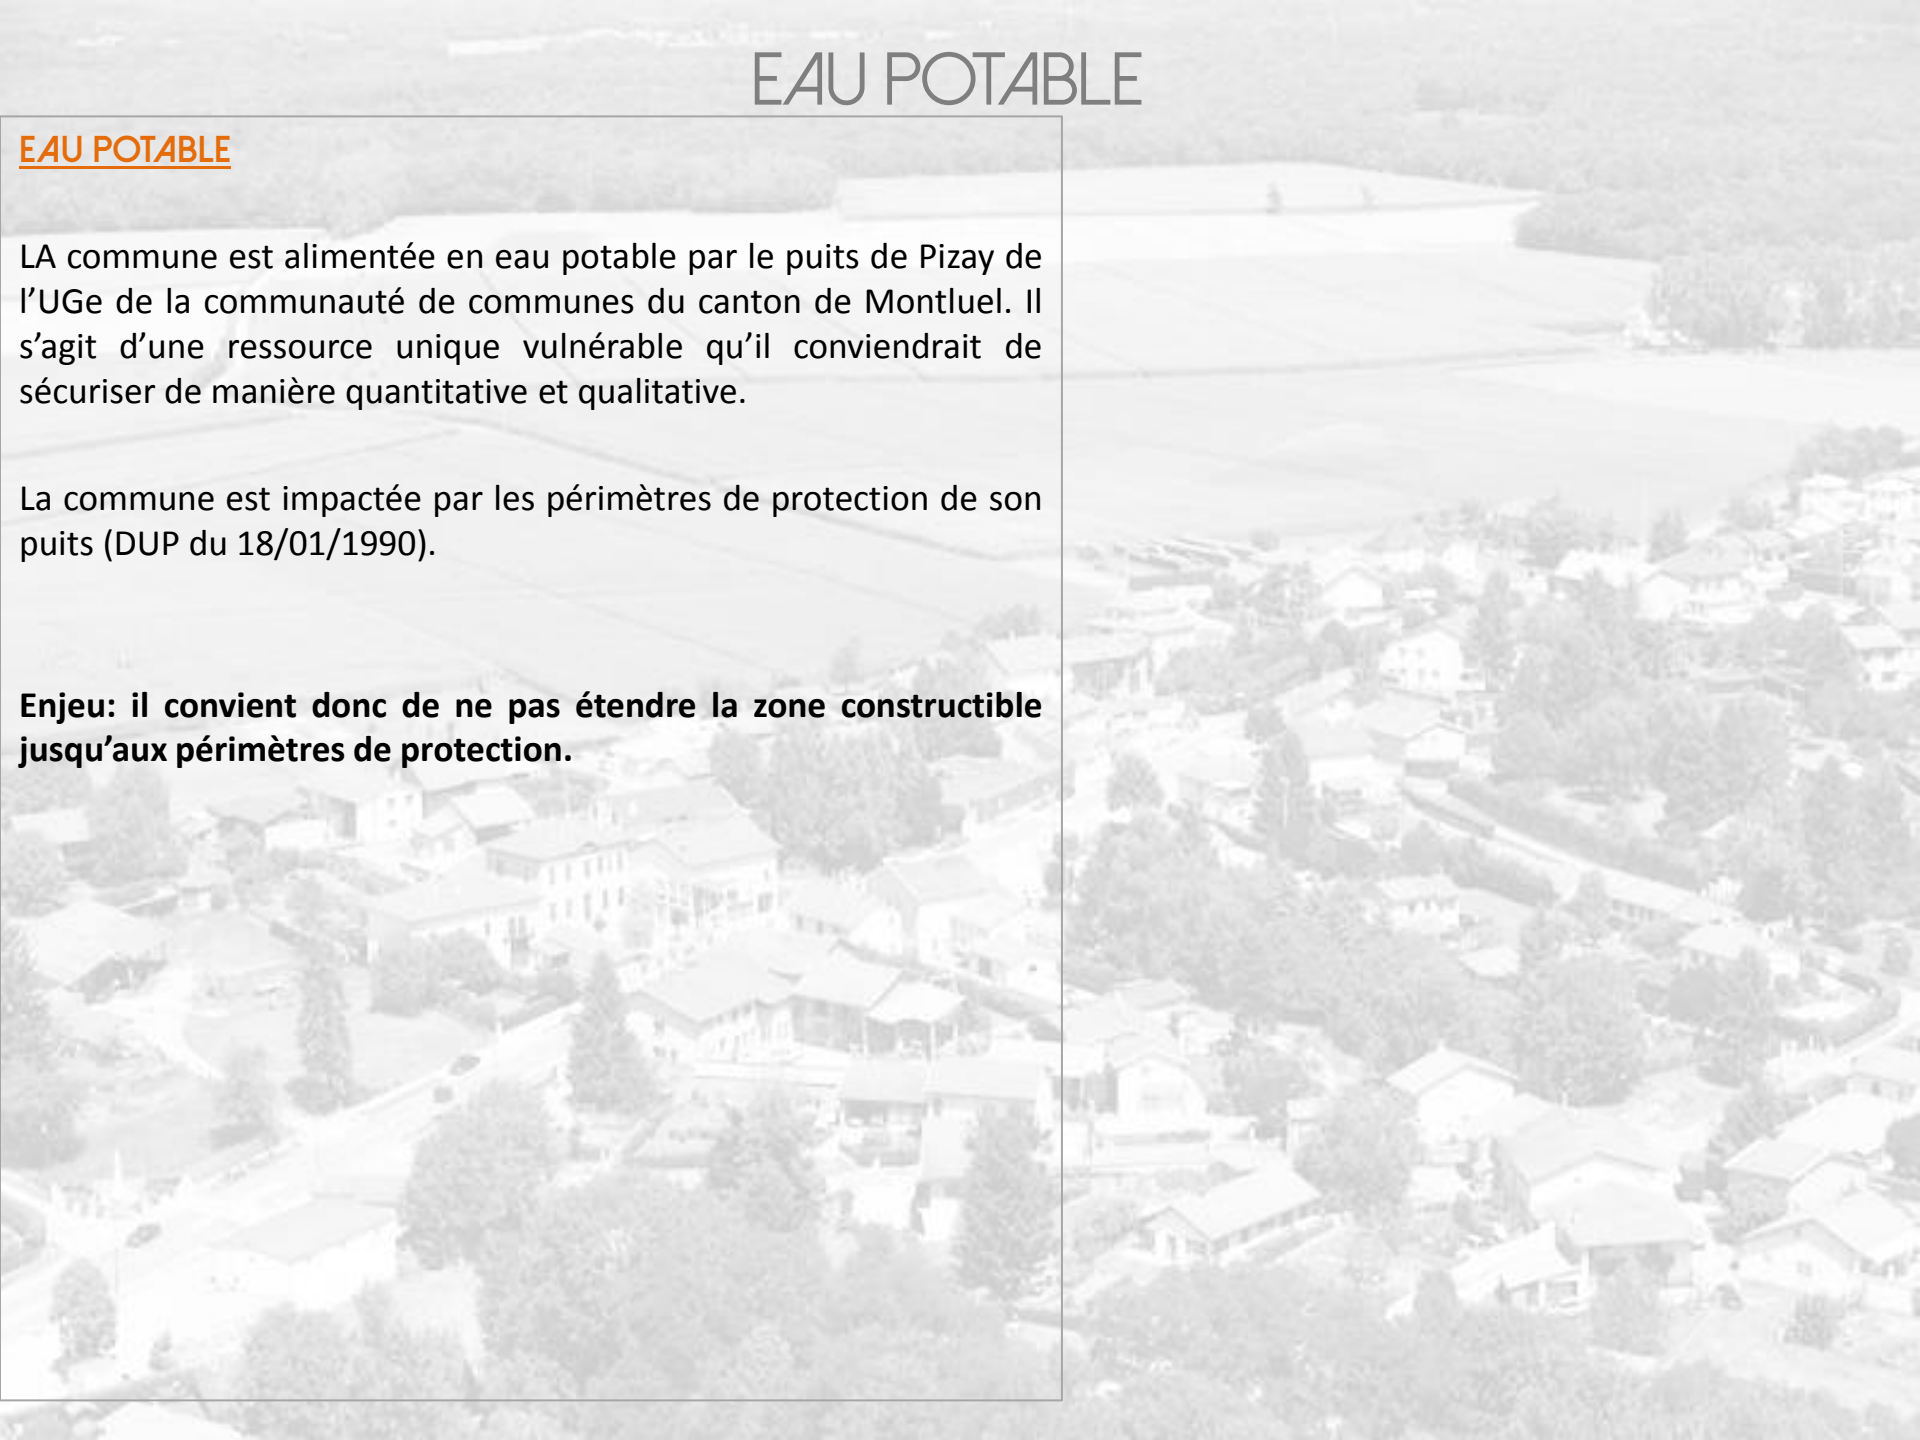 EAU POTABLE
EAU POTABLE
LA commune est alimentée en eau potable par le puits de Pizay de
l’UGe de la communauté de communes du canton de Montluel. Il
s’agit d’une ressource unique vulnérable qu’il conviendrait de
sécuriser de manière quantitative et qualitative.
La commune est impactée par les périmètres de protection de son
puits (DUP du 18/01/1990).
Enjeu: il convient donc de ne pas étendre la zone constructible
jusqu’aux périmètres de protection.